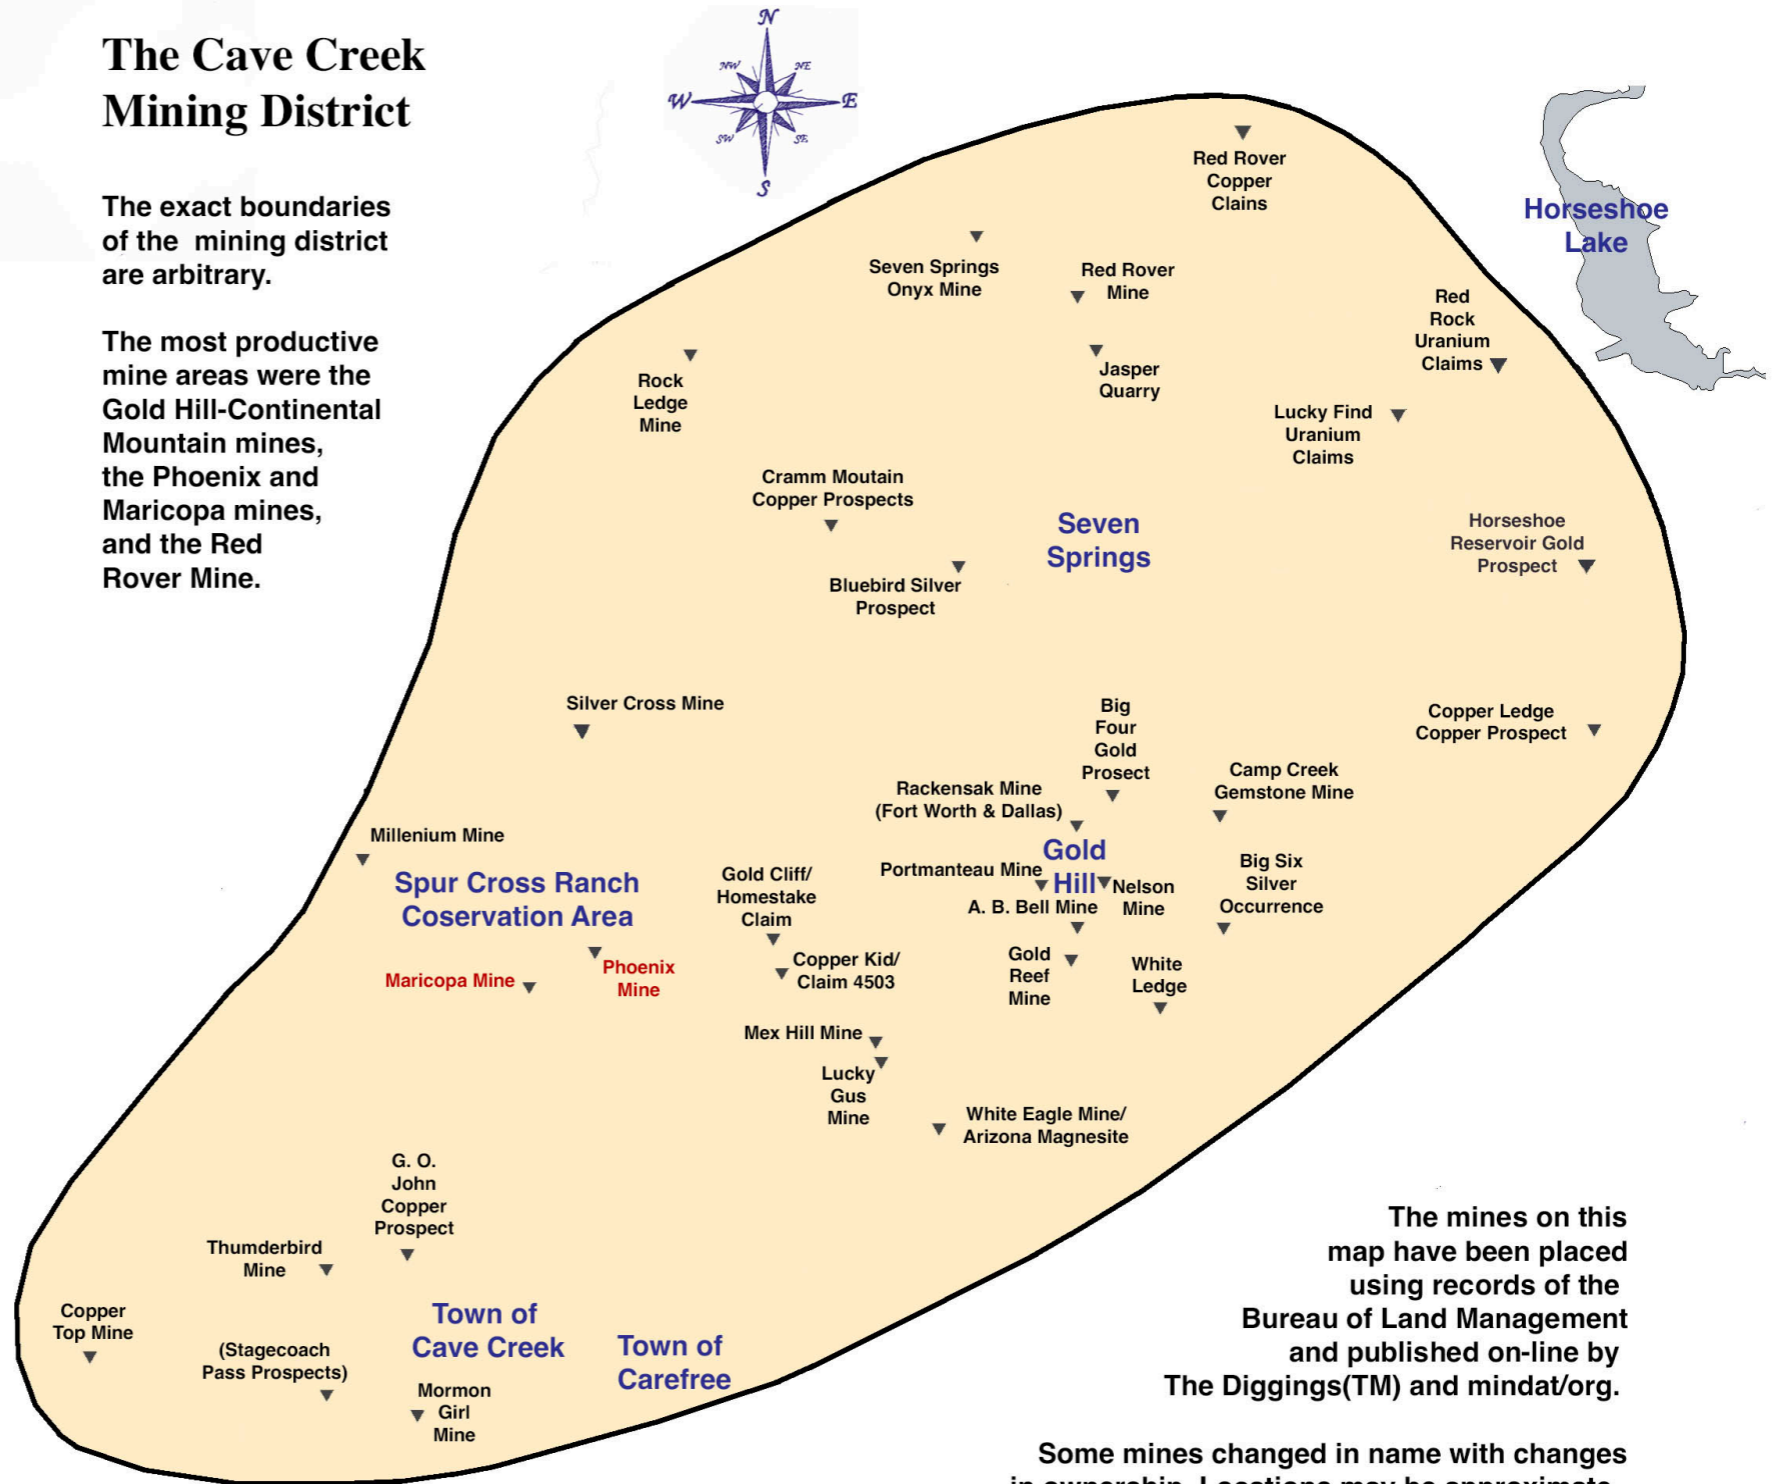 The Cave Creek
Mining District
The exact boundaries
of the mining district
are arbitrary.
The most productive
mine areas were the
Gold Hill-Continental
Mountain mines,
the Phoenix and
Maricopa mines,
and the Red
Rover Mine.
N
NW
NE
W
E
SW
SE
S
Red Rover
Copper
Clains
Horseshoe
Lake
Seven Springs
Onyx Mine
Red Rover
Mine
Red
Rock
Uranium
Claims
Jasper
Quarry
Rock
Ledge
Mine
Lucky Find
Uranium
Claims
Cramm Moutain
Copper Prospects
Seven
Springs
Horseshoe
Reservoir Gold
Prospect
Bluebird Silver
Prospect
Silver Cross Mine
Big
Four
Gold
Prosect
Copper Ledge
Copper Prospect
Camp Creek
Gemstone Mine
Rackensak Mine
(Fort Worth & Dallas)
Millenium Mine
Gold
Hill
Portmanteau Mine
Nelson
Mine
A. B. Bell Mine
Big Six
Silver
Occurrence
Spur Cross Ranch
Coservation Area
Gold Cliff/
Homestake
Claim
Copper Kid/
Claim 4503
Gold
Reef
Mine
White
Ledge
Maricopa Mine
Phoenix
Mine
Mex Hill Mine
Lucky
Gus
Mine
White Eagle Mine/
Arizona Magnesite
G. O.
John
Copper
Prospect
Thumderbird
Mine
Copper
Top Mine
(Stagecoach
Pass Prospects)
Town of
Cave Creek
Town of
Carefree
Mormon
Girl
Mine
The mines on this
map have been placed
using records of the
Bureau of Land Management
and published on-line by
The Diggings(TM) and mindat/org.
Some mines changed in name with changes
in ownership. Locations may be approximate.